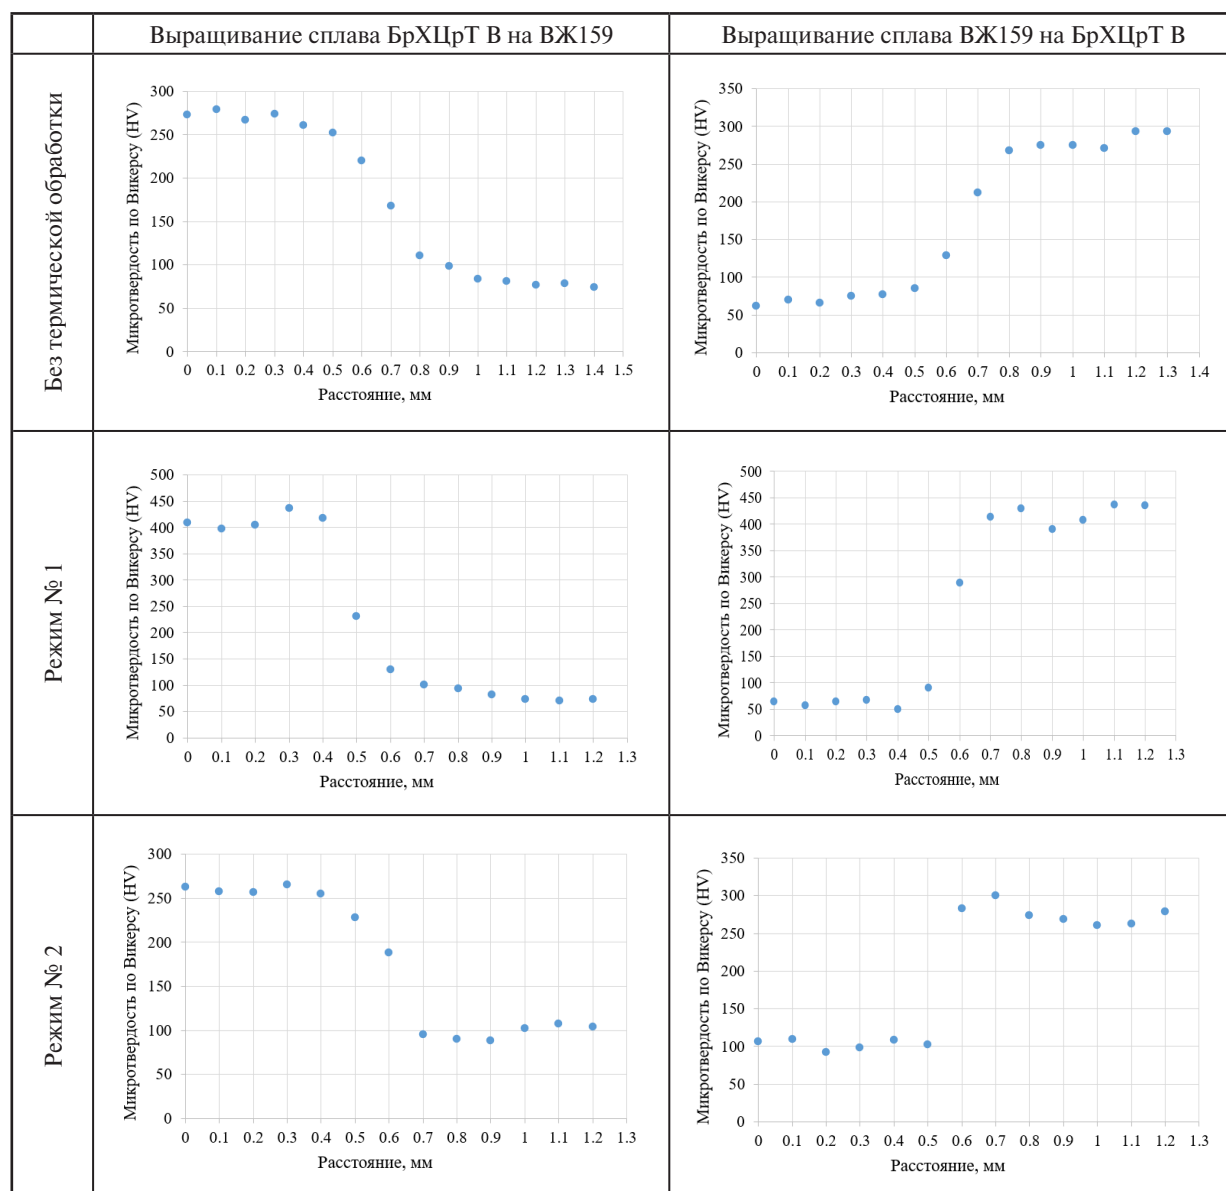 Выращивание сплава БрХЦрТ В на ВЖ159
Выращивание сплава ВЖ159 на БрХЦрТ В
Без термической обработки
Микротвердость по Викерсу (HV)
300
250
200
150
100
50
0
0 0.1 0.2 0.3 0.4 0.5 0.6 0.7 0.8 0.9 1 1.1 1.2 1.3 1.4 1.5
Расстояние, мм
Микротвердость по Викерсу (HV)
350
300
250
200
150
100
50
0
0 0.1 0.2 0.3 0.4 0.5 0.6 0.7 0.8 0.9 1 1.1 1.2 1.3 1.4
Расстояние, мм
Режим № 1
Микротвердость по Викерсу (HV)
500
450
400
350
300
250
200
150
100
50
0
0 0.1 0.2 0.3 0.4 0.5 0.6 0.7 0.8 0.9 1 1.1 1.2 1.3
Расстояние, мм
Микротвердость по Викерсу (HV)
500
450
400
350
300
250
200
150
100
50
0
0 0.1 0.2 0.3 0.4 0.5 0.6 0.7 0.8 0.9 1 1.1 1.2 1.3
Расстояние, мм
Режим № 2
Микротвердость по Викерсу (HV)
300
250
200
150
100
50
0
0 0.1 0.2 0.3 0.4 0.5 0.6 0.7 0.8 0.9 1 1.1 1.2 1.3
Расстояние, мм
Микротвердость по Викерсу (HV)
350
300
250
200
150
100
50
0
0 0.1 0.2 0.3 0.4 0.5 0.6 0.7 0.8 0.9 1 1.1 1.2 1.3
Расстояние, мм